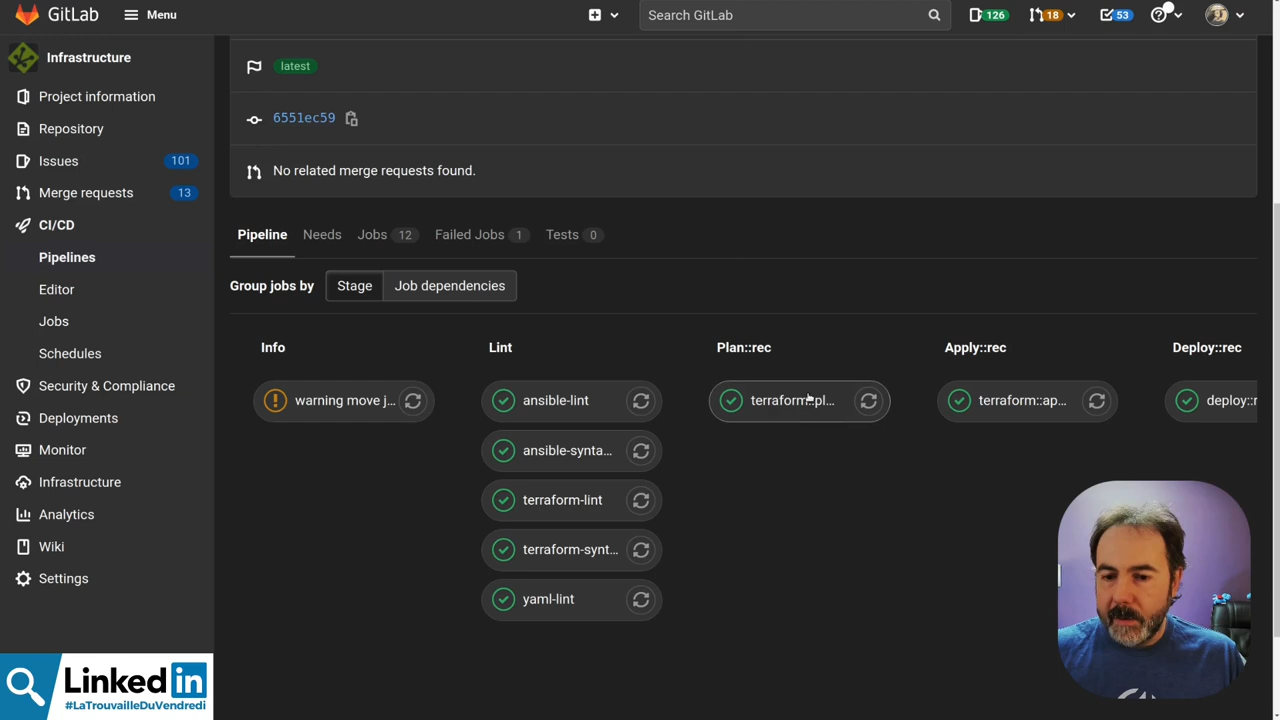 GitLab
Menu
Search GitLab
126
18
53
Infrastructure
Project information
Repository
Issues
101
Merge requests
13
CI/CD
Pipelines
Editor
Jobs
Schedules
Security & Compliance
Deployments
Monitor
Infrastructure
Analytics
Wiki
Settings
latest
6551ec59
No related merge requests found.
Pipeline
Needs
Jobs 12
Failed Jobs 1
Tests 0
Group jobs by
Stage
Job dependencies
Info
warning move j...
Lint
ansible-lint
ansible-synta...
terraform-lint
terraform-synt...
yaml-lint
Plan::rec
terraform::pl...
Apply::rec
terraform::ap...
Deploy::rec
deploy::r
Linked in
#LaTrouvailleDuVendredi